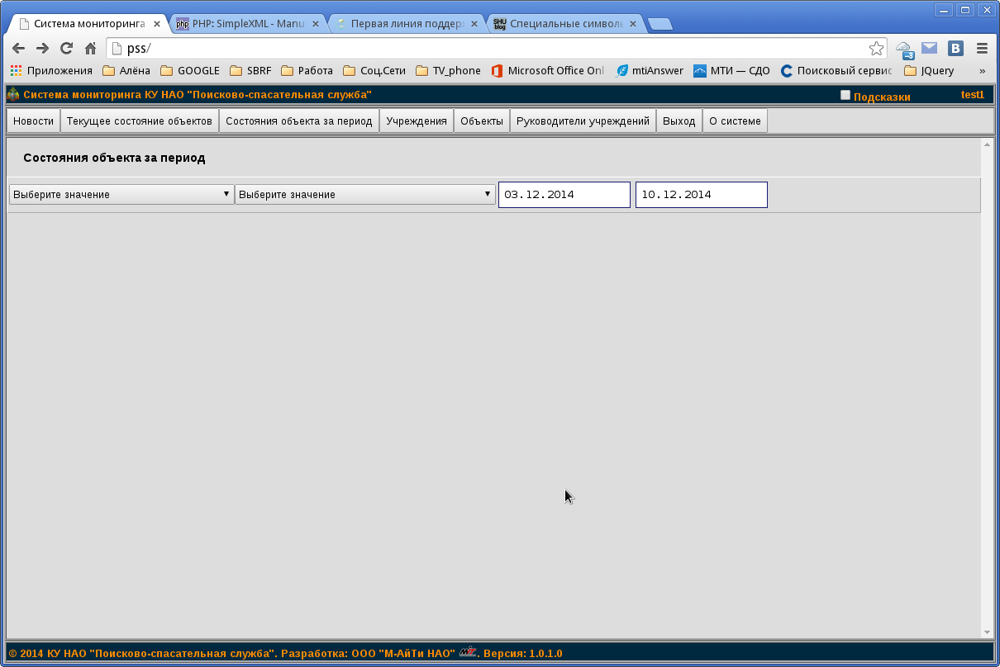 Система мониторинга
php PHP: SimpleXML - Manu
Первая линия поддер
SHU blog Специальные символ
pss/
-3
B
Приложения Алёна GOOGLE SBRF Работа Соц.Сети TV_phone Microsoft Office Onl mtiAnswer МТИ — СДО Поисковый сервис JQuery »
Система мониторинга КУ НАО "Поисково-спасательная служба" Подсказки test1
Новости Текущее состояние объектов Состояния объекта за период Учреждения Объекты Руководители учреждений Выход О системе
Состояния объекта за период
Выберите значение Выберите значение 03.12.2014 10.12.2014
© 2014 КУ НАО "Поисково-спасательная служба". Разработка: ООО "М-АйТи НАО" . Версия: 1.0.1.0